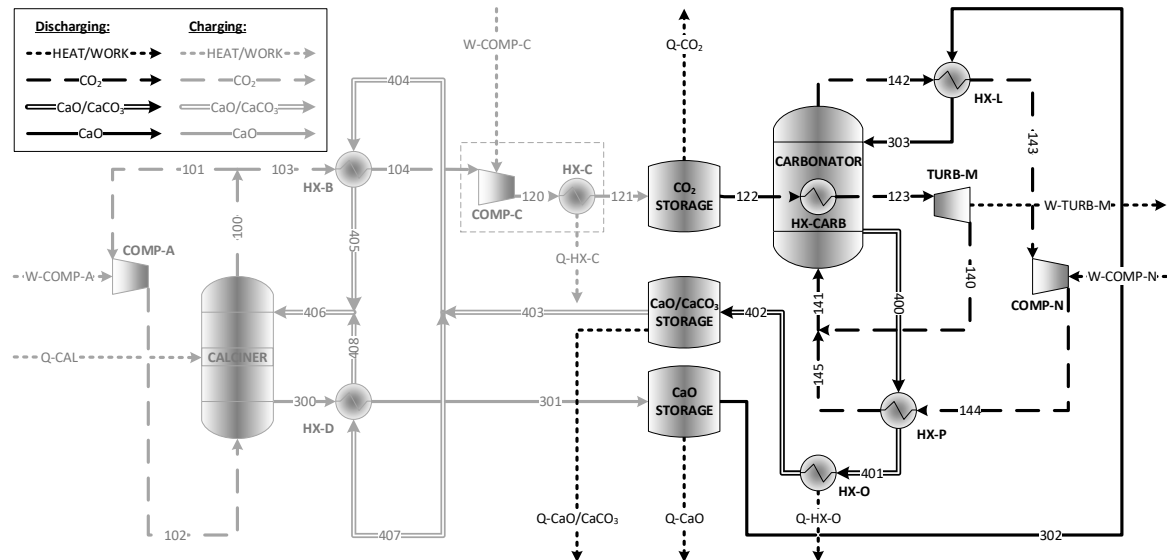 Discharging:
Charging:
HEAT/WORK
HEAT/WORK
CO₂
CO₂
CaO/CaCO₃
CaO/CaCO₃
CaO
CaO
W-COMP-C
Q-CO₂
404
142
HX-L
143
303
101
103
HX-B
104
HX-C
120
121
COMP-C
CO₂
STORAGE
122
CARBONATOR
HX-CARB
123
TURB-M
W-TURB-M
100
COMP-A
W-COMP-A
405
Q-HX-C
140
W-COMP-N
COMP-N
141
400
406
403
CaO/CaCO₃
STORAGE
402
Q-CAL
CALCINER
408
145
300
HX-D
301
CaO
STORAGE
144
HX-P
401
HX-O
102
407
Q-CaO/CaCO₃
Q-CaO
Q-HX-O
302